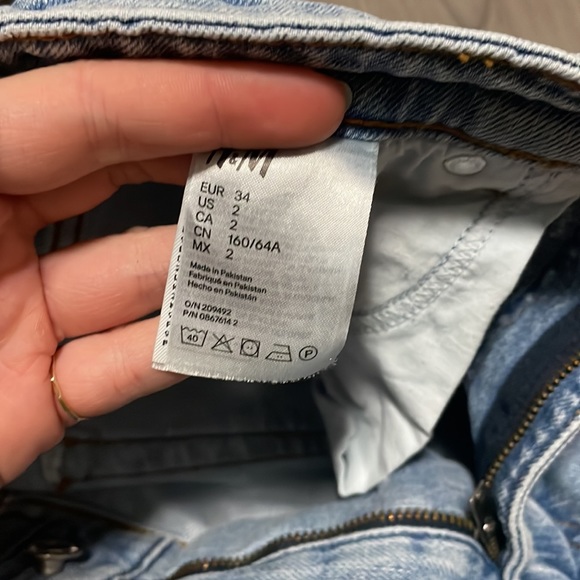 H&M
EUR 34
US 2
CA 2
CN 160/64A
MX 2
Made in Pakistan
Fabriqué en Pakistan
Hecho en Pakistán
O/N 209492
P/N 0867614 2
40 P